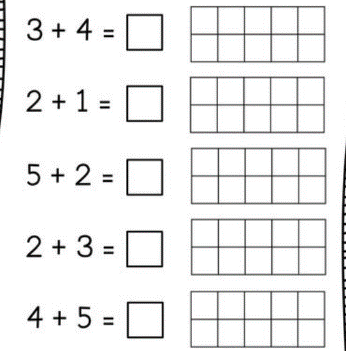 3 + 4 =
2 + 1 =
5 + 2 =
2 + 3 =
4 + 5 =